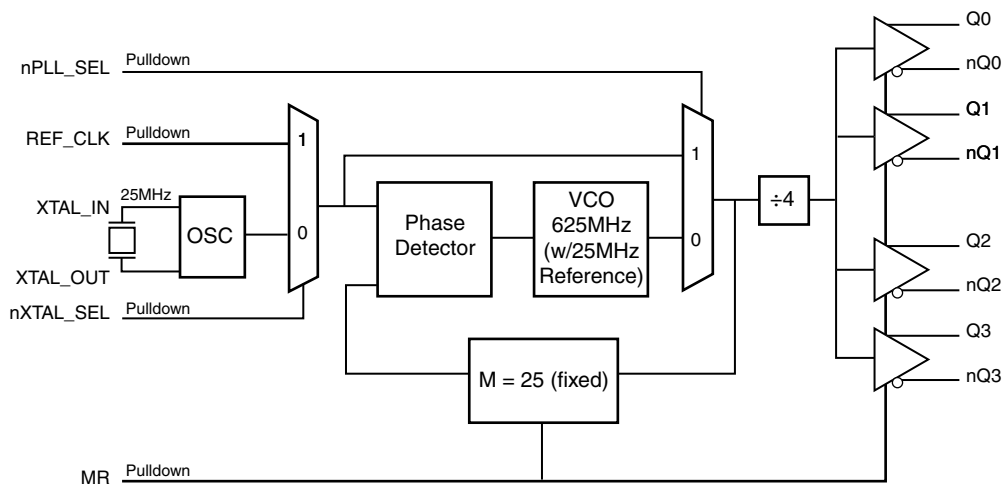 nPLL_SEL
Pulldown
REF_CLK
Pulldown
1
XTAL_IN
25MHz
OSC
0
XTAL_OUT
nXTAL_SEL
Pulldown
Phase
Detector
VCO
625MHz
(w/25MHz
Reference)
1
0
÷4
M = 25 (fixed)
MR
Pulldown
Q0
nQ0
Q1
nQ1
Q2
nQ2
Q3
nQ3